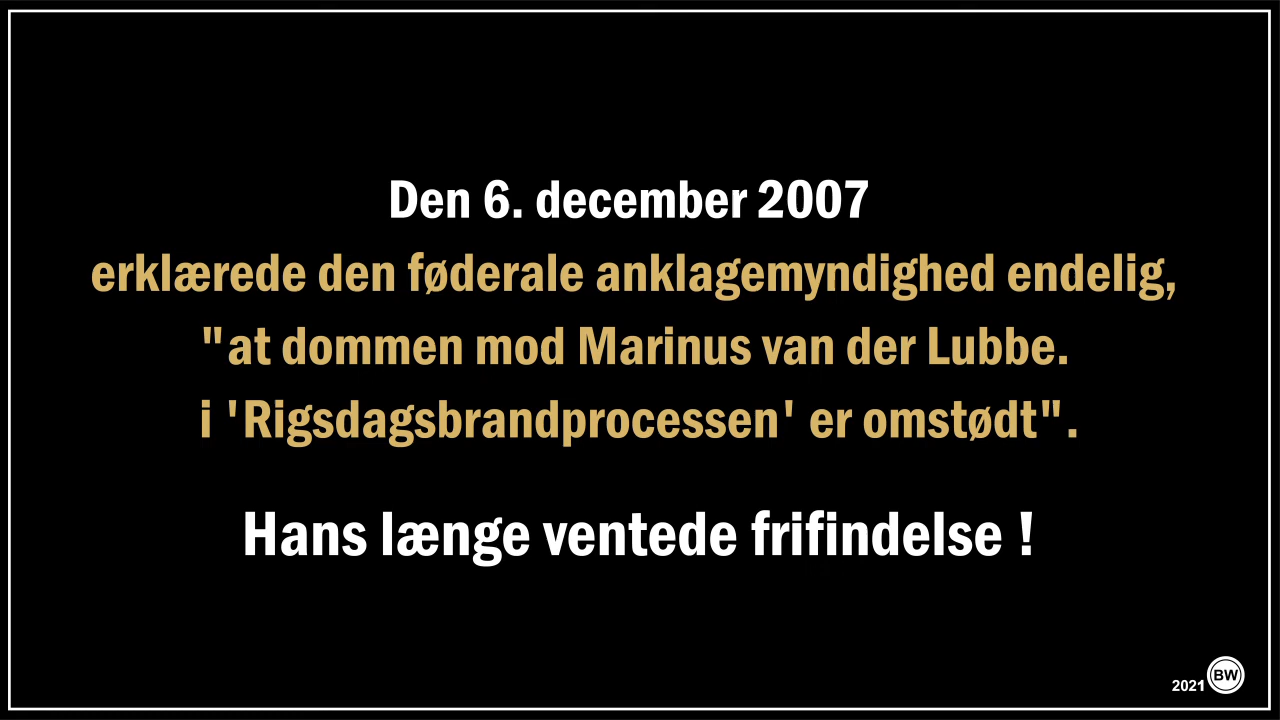 Den 6. december 2007
erklærede den føderale anklagemyndighed endelig,
"at dommen mod Marinus van der Lubbe.
i 'Rigsdagsbrandprocessen' er omstødt".
Hans længe ventede frifindelse !
2021 BW